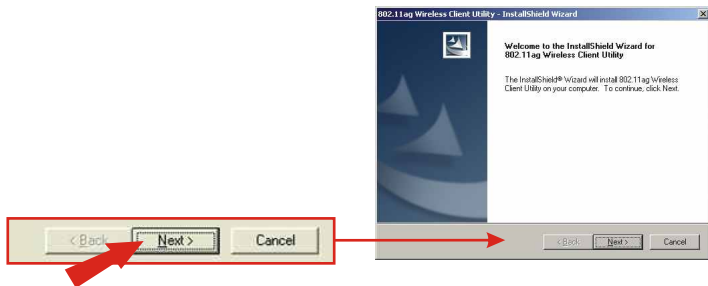 802.11ag Wireless Client Utility - InstallShield Wizard
Welcome to the InstallShield Wizard for
802.11ag Wireless Client Utility
The InstallShield® Wizard will install 802.11ag Wireless
Client Utility on your computer. To continue, click Next.
< Back Next > Cancel
< Back Next > Cancel